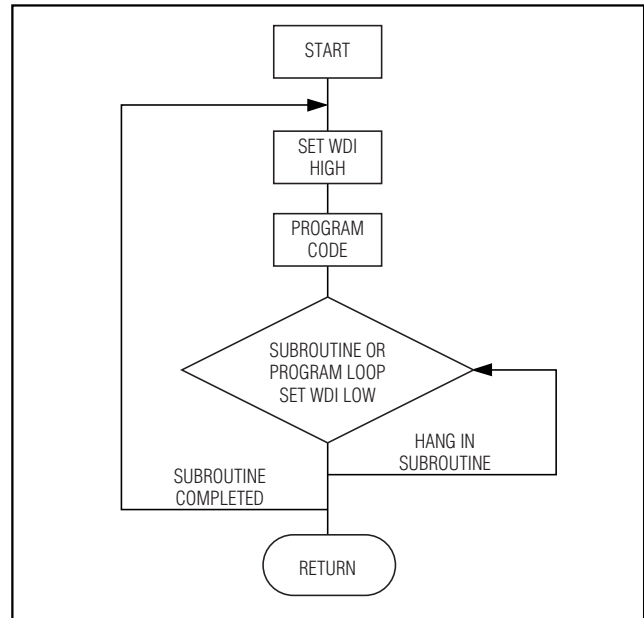 START
SET WDI
HIGH
PROGRAM
CODE
SUBROUTINE OR
PROGRAM LOOP
SET WDI LOW
HANG IN
SUBROUTINE
SUBROUTINE
COMPLETED
RETURN